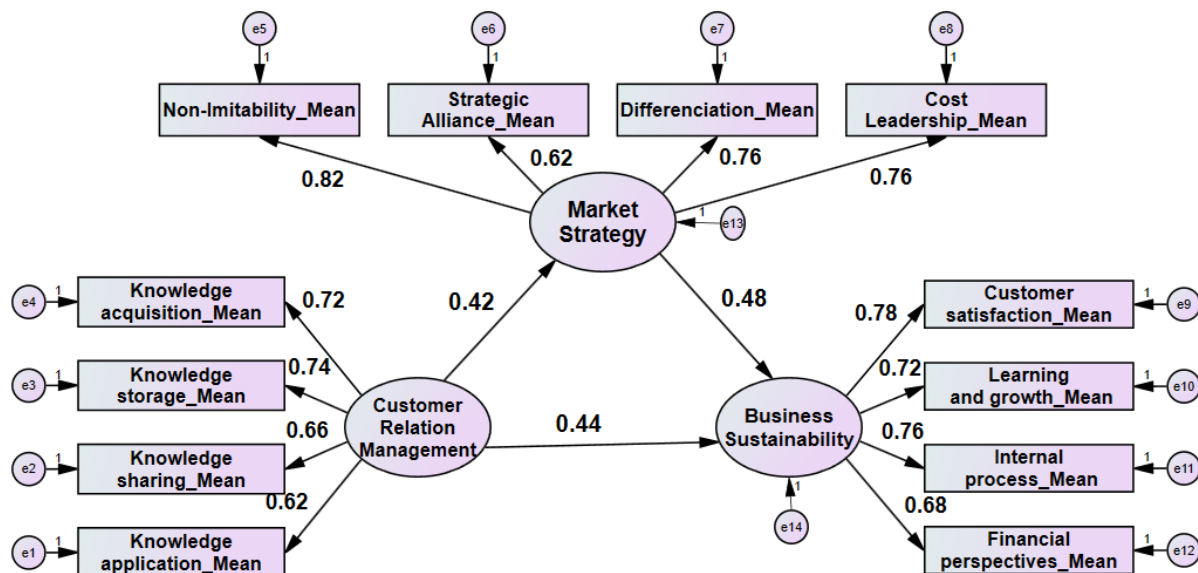 e5
e6
e7
e8
1
1
1
1
Non-Imitability_Mean
Strategic
Alliance_Mean
Differenciation_Mean
Cost
Leadership_Mean
0.82
0.62
0.76
0.76
Market
Strategy
1
e13
e4
1
Knowledge
acquisition_Mean
0.72
0.42
0.48
0.78
Customer
satisfaction_Mean
1
e9
e3
1
Knowledge
storage_Mean
0.74
0.72
Learning
and growth_Mean
1
e10
Customer
Relation
Management
0.44
Business
Sustainability
e2
1
Knowledge
sharing_Mean
0.66
0.76
Internal
process_Mean
1
e11
e1
1
Knowledge
application_Mean
0.62
1
e14
0.68
Financial
perspectives_Mean
1
e12